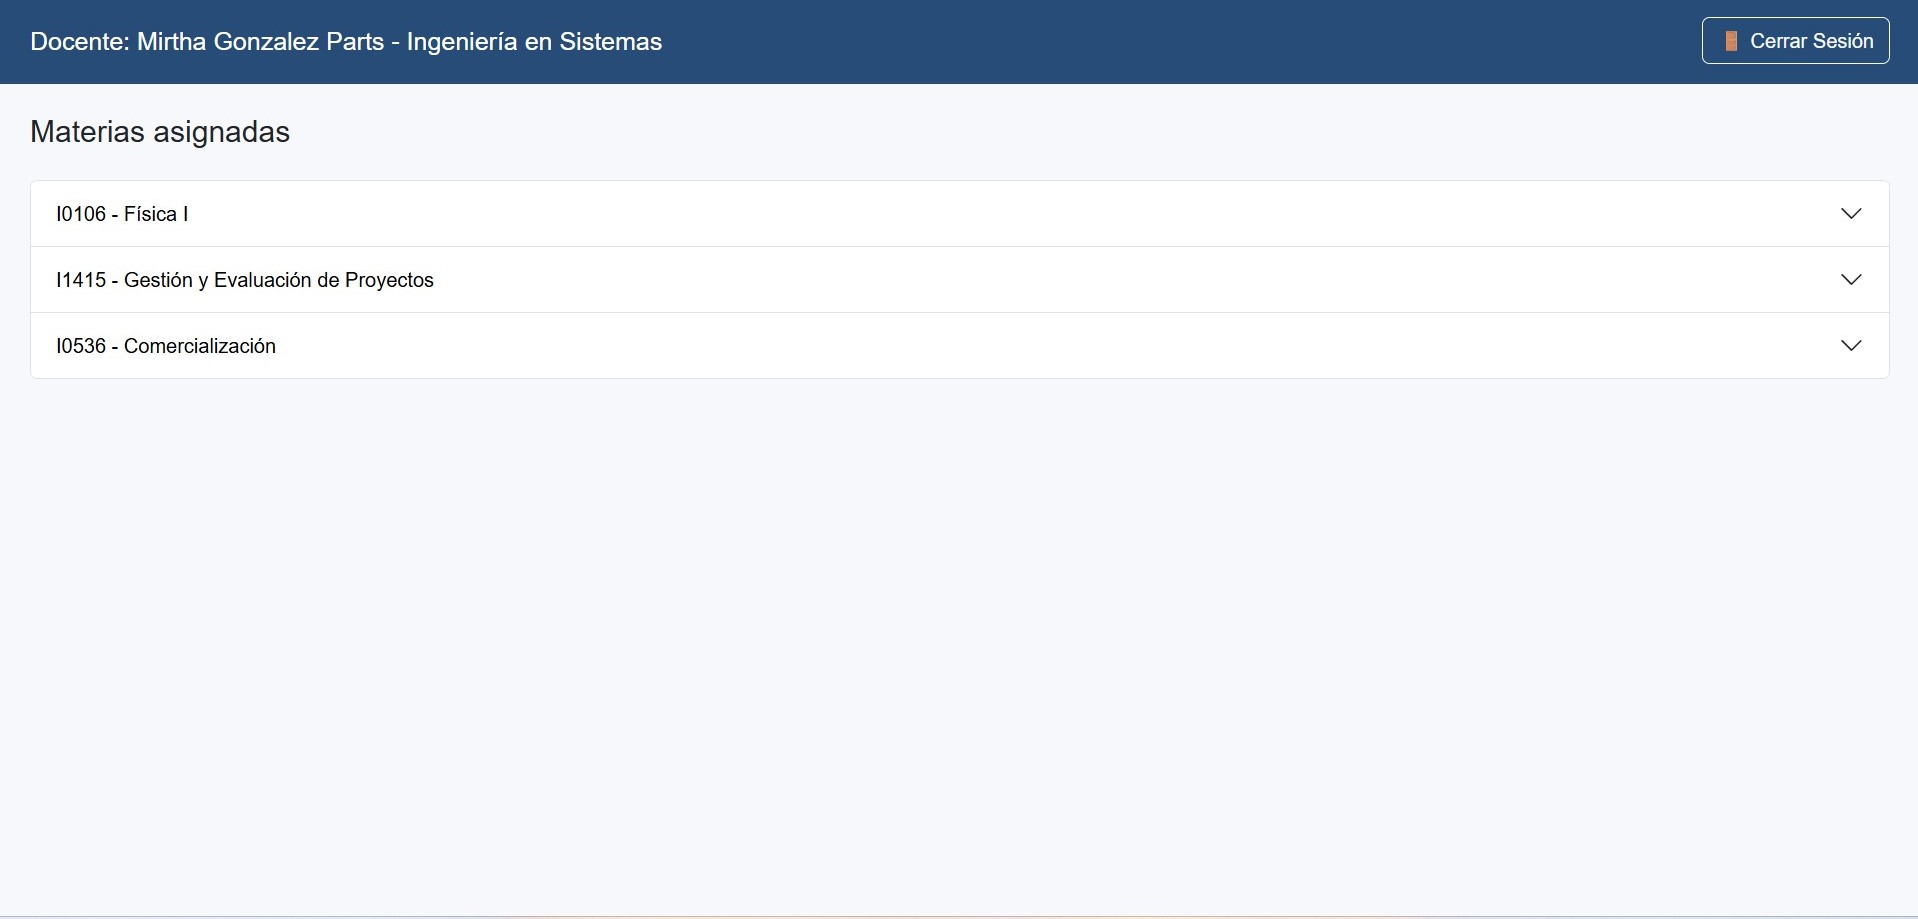 Docente: Mirtha Gonzalez Parts - Ingeniería en Sistemas
Cerrar Sesión
Materias asignadas
I0106 - Física I
I1415 - Gestión y Evaluación de Proyectos
I0536 - Comercialización